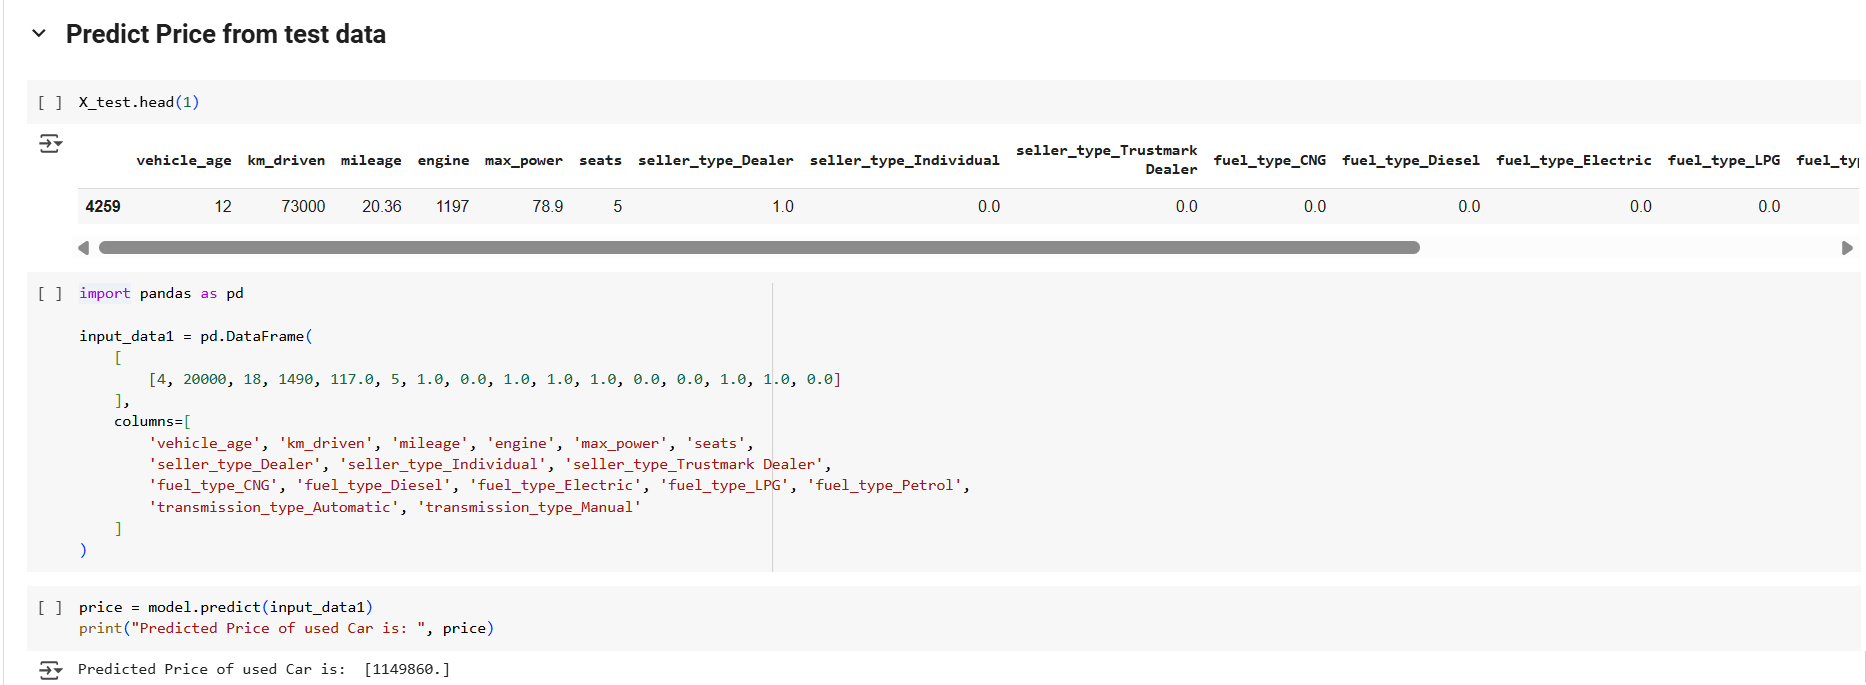 Predict Price from test data
[ ] X_test.head(1)
vehicle_age km_driven mileage engine max_power seats seller_type_Dealer seller_type_Individual seller_type_Trustmark Dealer fuel_type_CNG fuel_type_Diesel fuel_type_Electric fuel_type_LPG fuel_ty
4259 12 73000 20.36 1197 78.9 5 1.0 0.0 0.0 0.0 0.0 0.0 0.0
[ ] import pandas as pd
input_data1 = pd.DataFrame(
[
[4, 20000, 18, 1490, 117.0, 5, 1.0, 0.0, 1.0, 1.0, 1.0, 0.0, 0.0, 1.0, 1.0, 0.0]
],
columns=[
'vehicle_age', 'km_driven', 'mileage', 'engine', 'max_power', 'seats',
'seller_type_Dealer', 'seller_type_Individual', 'seller_type_Trustmark Dealer',
'fuel_type_CNG', 'fuel_type_Diesel', 'fuel_type_Electric', 'fuel_type_LPG', 'fuel_type_Petrol',
'transmission_type_Automatic', 'transmission_type_Manual'
]
)
[ ] price = model.predict(input_data1)
print("Predicted Price of used Car is: ", price)
Predicted Price of used Car is:  [1149860.]